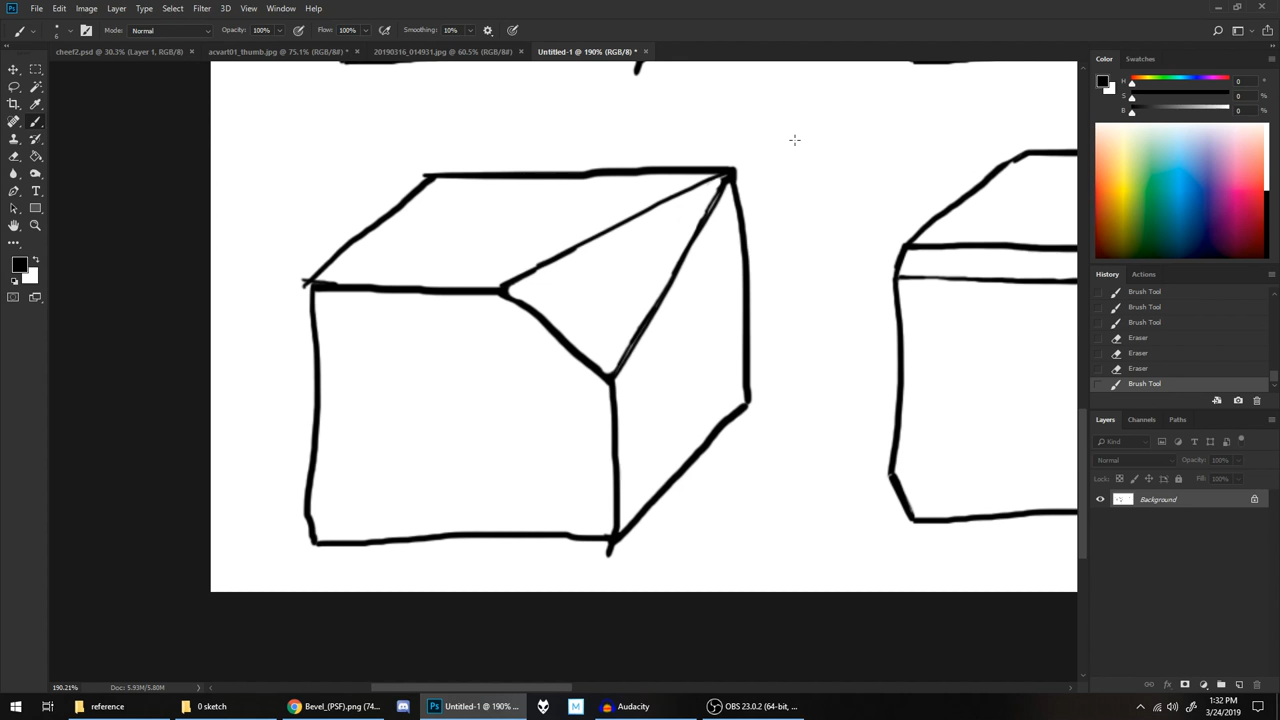 File Edit Image Layer Type Select Filter 3D View Window Help
6 Mode: Normal Opacity: 100% Flow: 100% Smoothing: 10%
cheef2.psd @ 30.3% (Layer 1, RGB/8) × acvart01_thumb.jpg @ 75.1% (RGB/8#) * × 20190316_014931.jpg @ 60.5% (RGB/8#) × Untitled-1 @ 190% (RGB/8) * ×
Color Swatches
H 0 °
S 0 %
B 0 %
History Actions
Brush Tool
Brush Tool
Brush Tool
Eraser
Eraser
Eraser
Brush Tool
Layers Channels Paths
Kind
Normal Opacity: 100%
Lock: Fill: 100%
Background
190.21% Doc: 5.93M/5.80M
reference 0 sketch Bevel_(PSF).png (74... Untitled-1 @ 190% ... Audacity OBS 23.0.2 (64-bit, ...
1:32 PM
3/24/2019